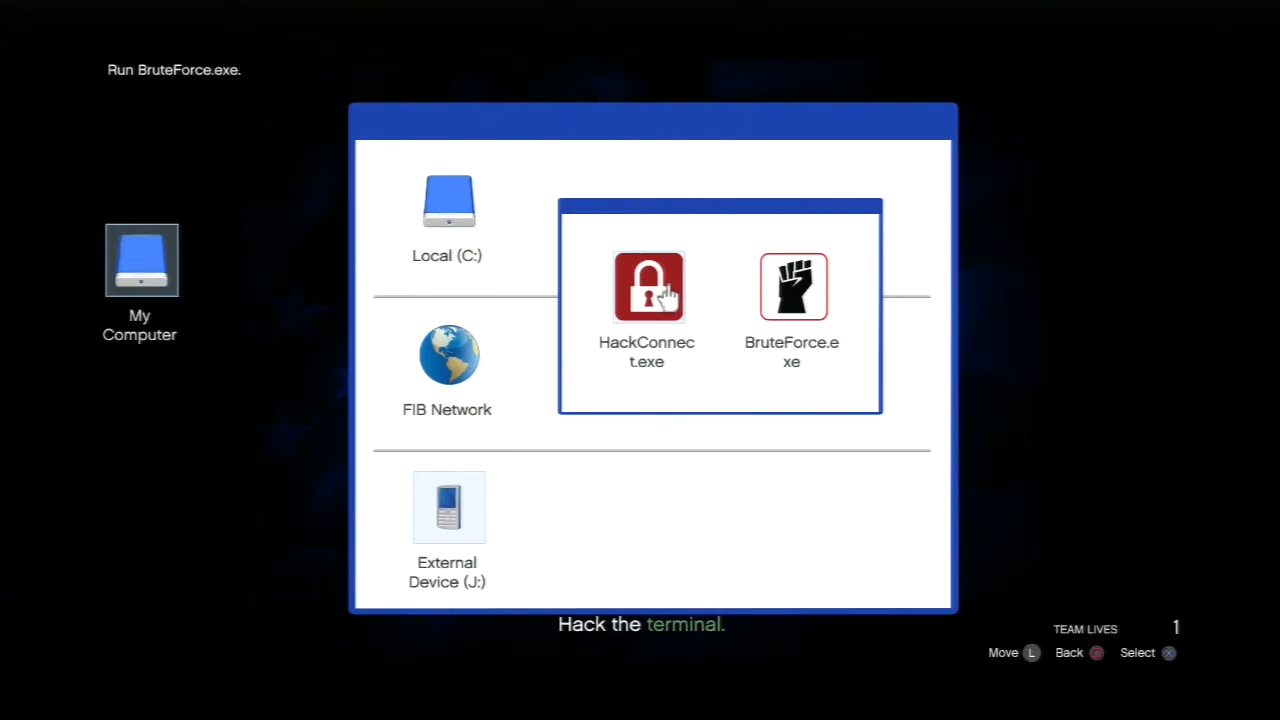 Run BruteForce.exe.
My
Computer
Local (C:)
FIB Network
External
Device (J:)
HackConnec
t.exe
BruteForce.e
xe
Hack the terminal.
TEAM LIVES 1
Move L Back Select